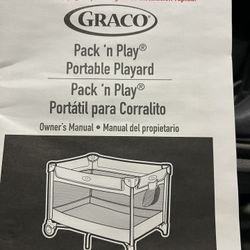 GRACO®
Pack 'n Play®
Portable Playard
Pack 'n Play®
Portátil para Corralito
Owner's Manual • Manual del propietario